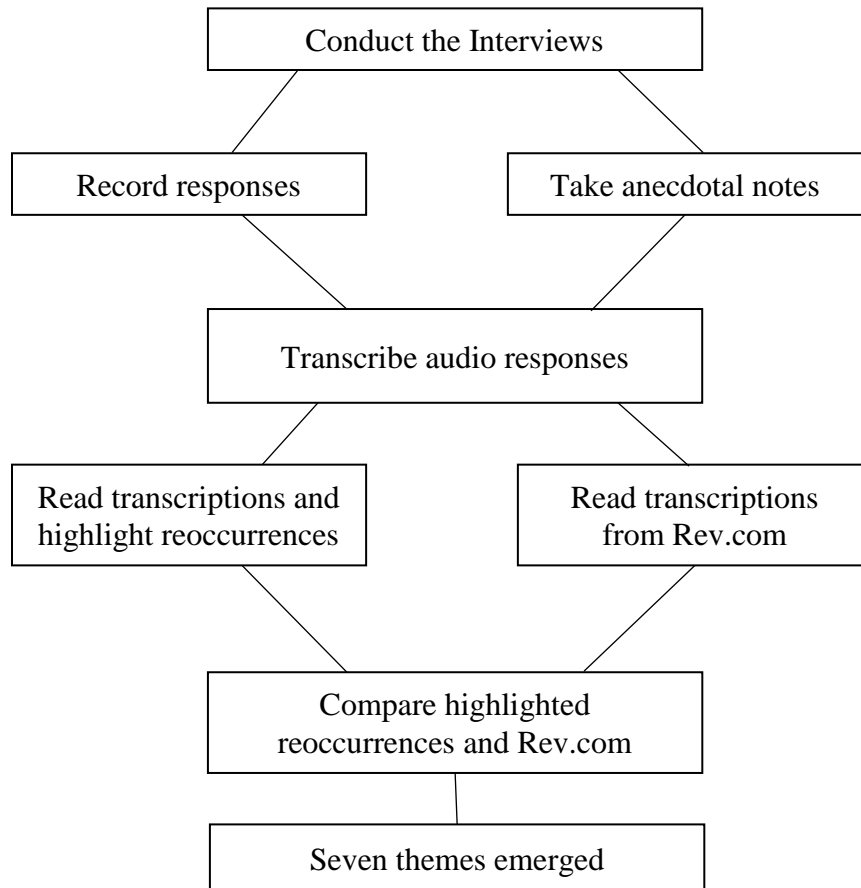 Conduct the Interviews
Record responses
Take anecdotal notes
Transcribe audio responses
Read transcriptions and
highlight reoccurrences
Read transcriptions
from Rev.com
Compare highlighted
reoccurrences and Rev.com
Seven themes emerged